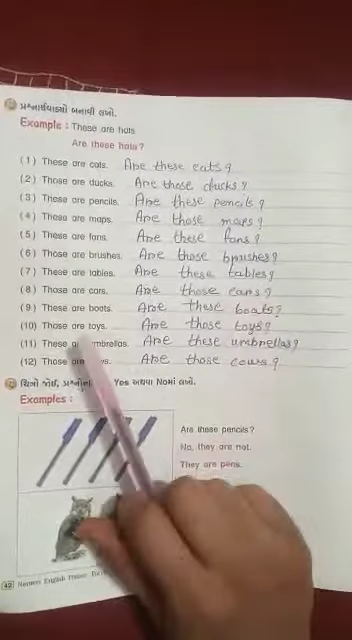 પ્રશ્નાર્થવાક્યો બનાવી લખો.
Example : These are hats.
Are these hats?
(1) These are cats. Are these cats?
(2) Those are ducks. Are those ducks?
(3) These are pencils. Are these pencils?
(4) Those are maps. Are those maps?
(5) These are fans. Are these fans?
(6) Those are brushes. Are those brushes?
(7) These are tables. Are these tables?
(8) Those are cars. Are those cars?
(9) These are boats. Are these boats?
(10) Those are toys. Are those toys?
(11) These umbrellas. Are these umbrellas?
(12) Those are Are those cows?
ચિત્રો જોઈ, Yes અથવા Noમાં લખો.
Examples :
Are these pencils?
No, they are not.
They are pens.
42 Navneet English